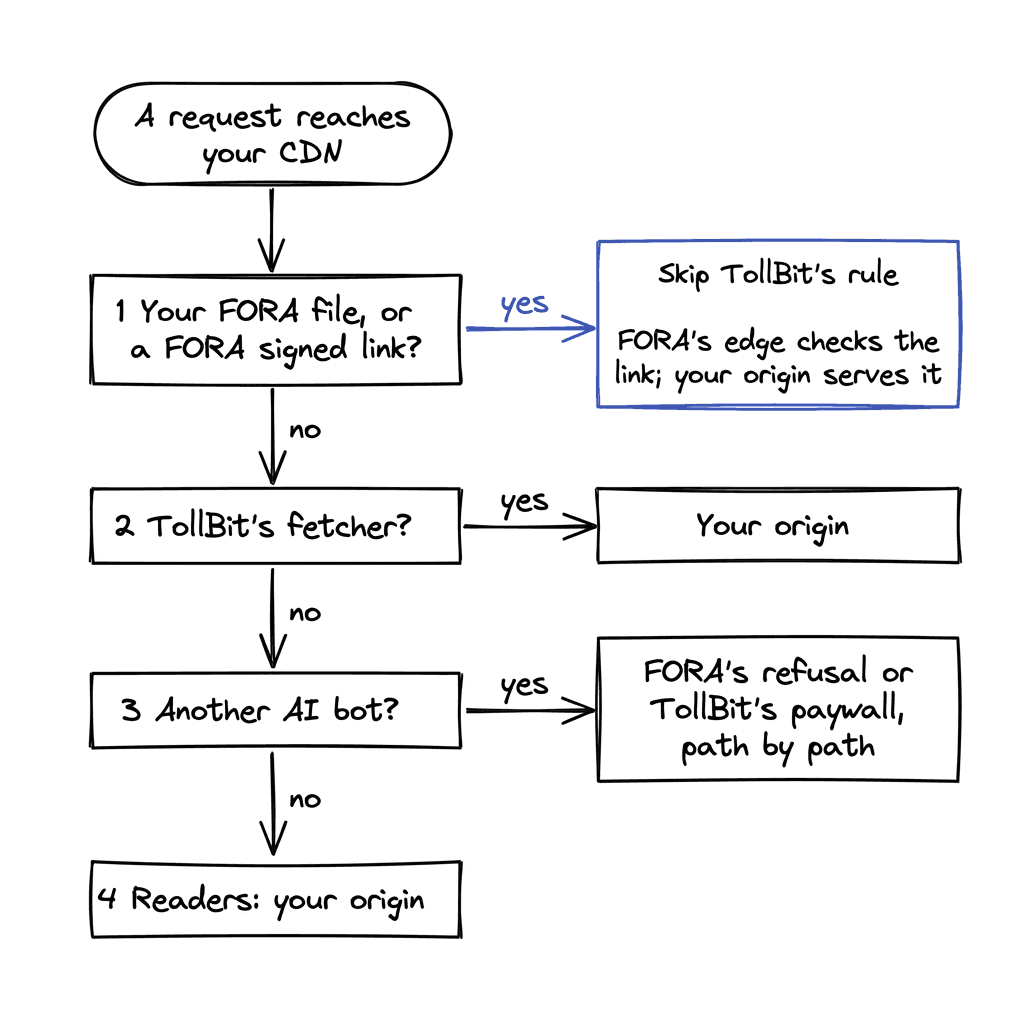 A request reaches
your CDN
1 Your FORA file, or
a FORA signed link?
yes
Skip TollBit's rule
FORA's edge checks the
link; your origin serves it
no
2 TollBit's fetcher?
yes
Your origin
no
3 Another AI bot?
yes
FORA's refusal or
TollBit's paywall,
path by path
no
4 Readers: your origin